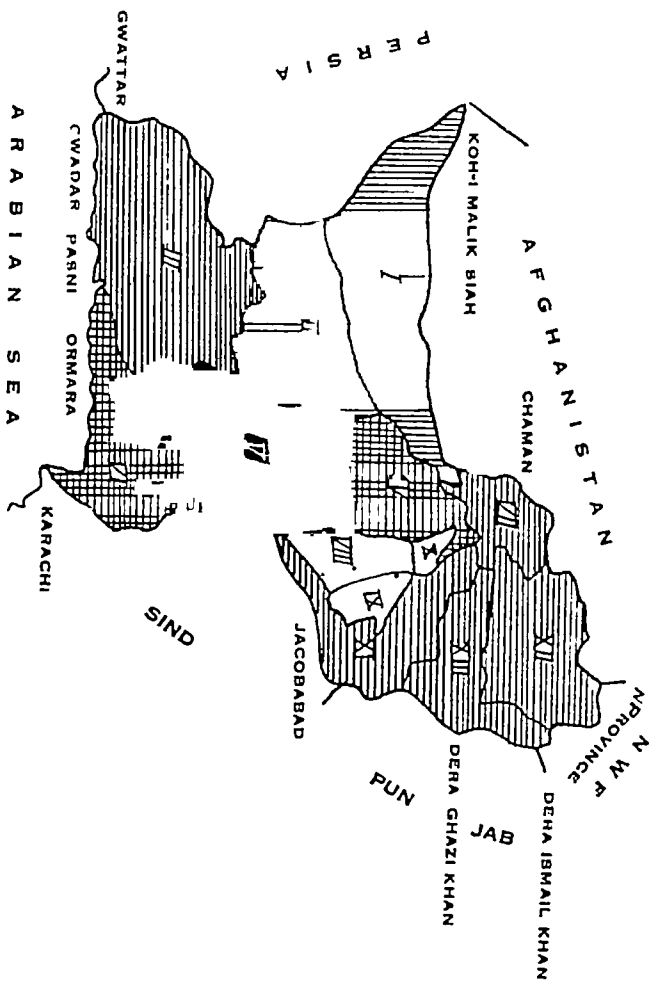 PERSIA
AFGHANISTAN
ARABIAN SEA
GWATTAR
GWADAR
PASNI
ORMARA
KARACHI
SIND
JACOBABAD
KOH-I MALIK SIAH
CHAMAN
N W F
PROVINCE
PUN JAB
DERA GHAZI KHAN
DERA ISMAIL KHAN
III